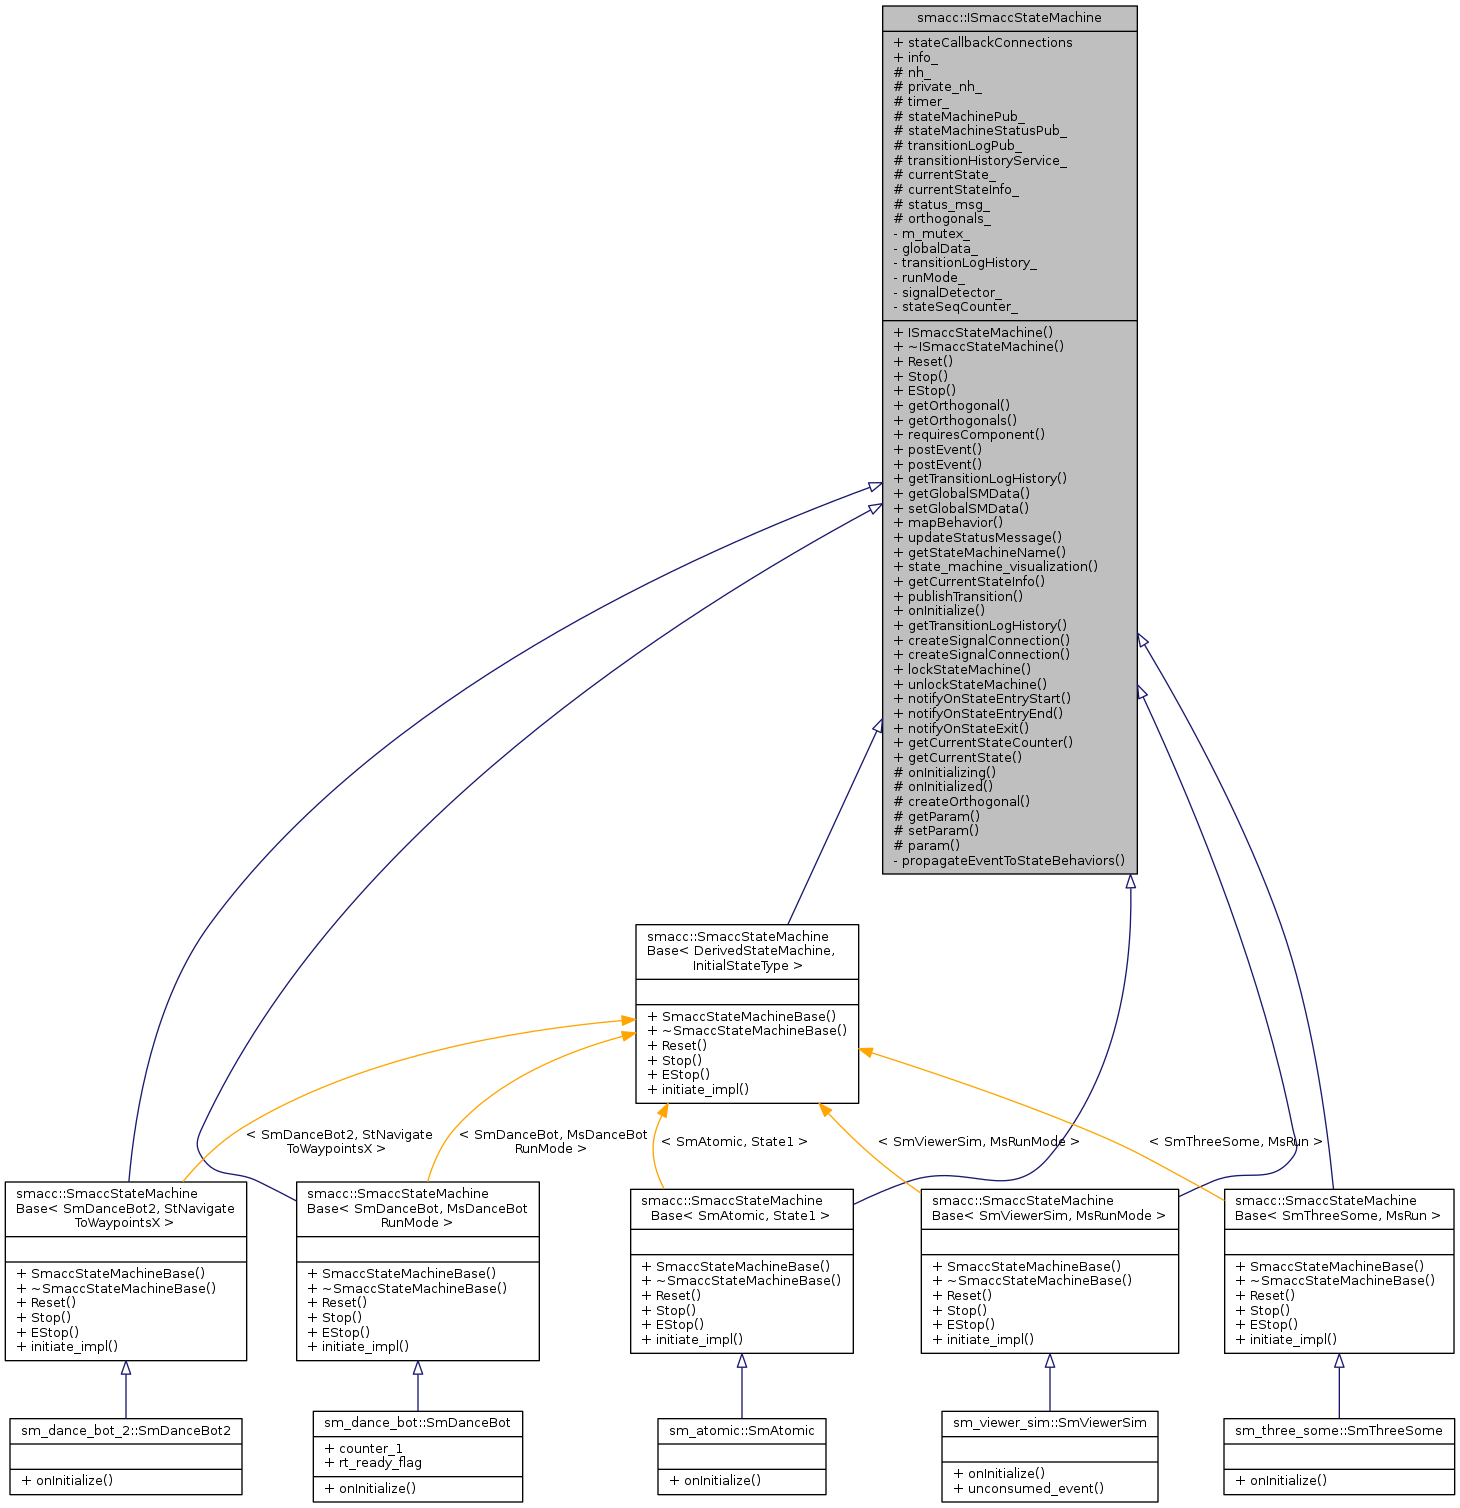 smacc::ISmaccStateMachine
+ stateCallbackConnections
+ info_
# nh_
# private_nh_
# timer_
# stateMachinePub_
# stateMachineStatusPub_
# transitionLogPub_
# transitionHistoryService_
# currentState_
# currentStateInfo_
# status_msg_
# orthogonals_
- m_mutex_
- globalData_
- transitionLogHistory_
- runMode_
- signalDetector_
- stateSeqCounter_
+ ISmaccStateMachine()
+ ~ISmaccStateMachine()
+ Reset()
+ Stop()
+ EStop()
+ getOrthogonal()
+ getOrthogonals()
+ requiresComponent()
+ postEvent()
+ postEvent()
+ getTransitionLogHistory()
+ getGlobalSMData()
+ setGlobalSMData()
+ mapBehavior()
+ updateStatusMessage()
+ getStateMachineName()
+ state_machine_visualization()
+ getCurrentStateInfo()
+ publishTransition()
+ onInitialize()
+ getTransitionLogHistory()
+ createSignalConnection()
+ createSignalConnection()
+ lockStateMachine()
+ unlockStateMachine()
+ notifyOnStateEntryStart()
+ notifyOnStateEntryEnd()
+ notifyOnStateExit()
+ getCurrentStateCounter()
+ getCurrentState()
# onInitializing()
# onInitialized()
# createOrthogonal()
# getParam()
# setParam()
# param()
- propagateEventToStateBehaviors()
smacc::SmaccStateMachine
Base< DerivedStateMachine,
InitialStateType >
+ SmaccStateMachineBase()
+ ~SmaccStateMachineBase()
+ Reset()
+ Stop()
+ EStop()
+ initiate_impl()
< SmDanceBot2, StNavigate
ToWaypointsX >
< SmDanceBot, MsDanceBot
RunMode >
< SmAtomic, State1 >
< SmViewerSim, MsRunMode >
< SmThreeSome, MsRun >
smacc::SmaccStateMachine
Base< SmDanceBot2, StNavigate
ToWaypointsX >
+ SmaccStateMachineBase()
+ ~SmaccStateMachineBase()
+ Reset()
+ Stop()
+ EStop()
+ initiate_impl()
smacc::SmaccStateMachine
Base< SmDanceBot, MsDanceBot
RunMode >
+ SmaccStateMachineBase()
+ ~SmaccStateMachineBase()
+ Reset()
+ Stop()
+ EStop()
+ initiate_impl()
smacc::SmaccStateMachine
Base< SmAtomic, State1 >
+ SmaccStateMachineBase()
+ ~SmaccStateMachineBase()
+ Reset()
+ Stop()
+ EStop()
+ initiate_impl()
smacc::SmaccStateMachine
Base< SmViewerSim, MsRunMode >
+ SmaccStateMachineBase()
+ ~SmaccStateMachineBase()
+ Reset()
+ Stop()
+ EStop()
+ initiate_impl()
smacc::SmaccStateMachine
Base< SmThreeSome, MsRun >
+ SmaccStateMachineBase()
+ ~SmaccStateMachineBase()
+ Reset()
+ Stop()
+ EStop()
+ initiate_impl()
sm_dance_bot_2::SmDanceBot2
+ onInitialize()
sm_dance_bot::SmDanceBot
+ counter_1
+ rt_ready_flag
+ onInitialize()
sm_atomic::SmAtomic
+ onInitialize()
sm_viewer_sim::SmViewerSim
+ onInitialize()
+ unconsumed_event()
sm_three_some::SmThreeSome
+ onInitialize()